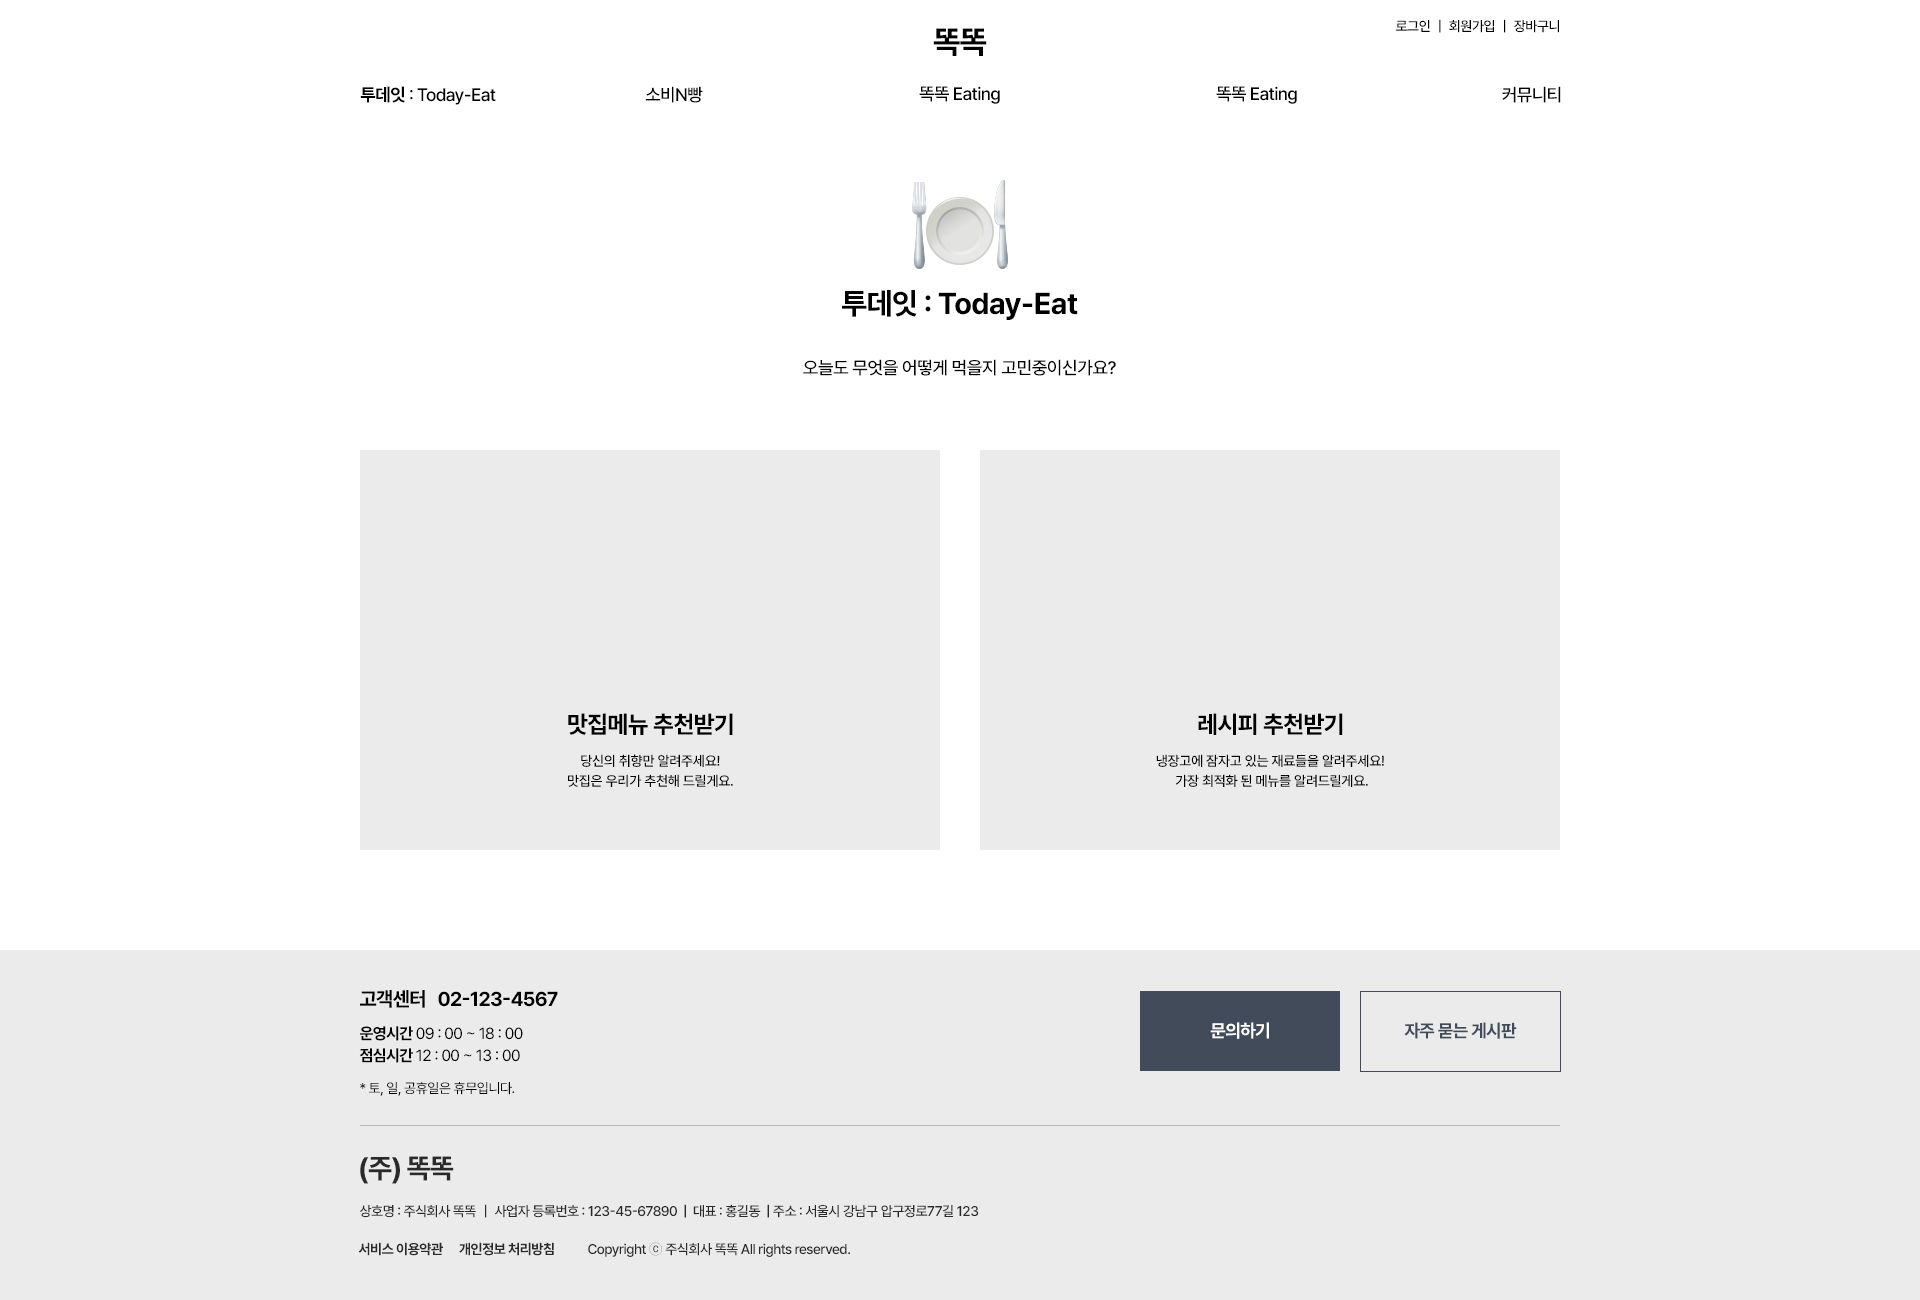 로그인 | 회원가입 | 장바구니
똑똑
투데잇 : Today-Eat
소비N빵
똑똑 Eating
똑똑 Eating
커뮤니티
투데잇 : Today-Eat
오늘도 무엇을 어떻게 먹을지 고민중이신가요?
맛집메뉴 추천받기
당신의 취향만 알려주세요!
맛집은 우리가 추천해 드릴게요.
레시피 추천받기
냉장고에 잠자고 있는 재료들을 알려주세요!
가장 최적화 된 메뉴를 알려드릴게요.
고객센터 02-123-4567
운영시간 09 : 00 ~ 18 : 00
점심시간 12 : 00 ~ 13 : 00
* 토, 일, 공휴일은 휴무입니다.
문의하기
자주 묻는 게시판
(주) 똑똑
상호명 : 주식회사 똑똑 | 사업자 등록번호 : 123-45-67890 | 대표 : 홍길동 | 주소 : 서울시 강남구 압구정로77길 123
서비스 이용약관 개인정보 처리방침 Copyright ⓒ 주식회사 똑똑 All rights reserved.